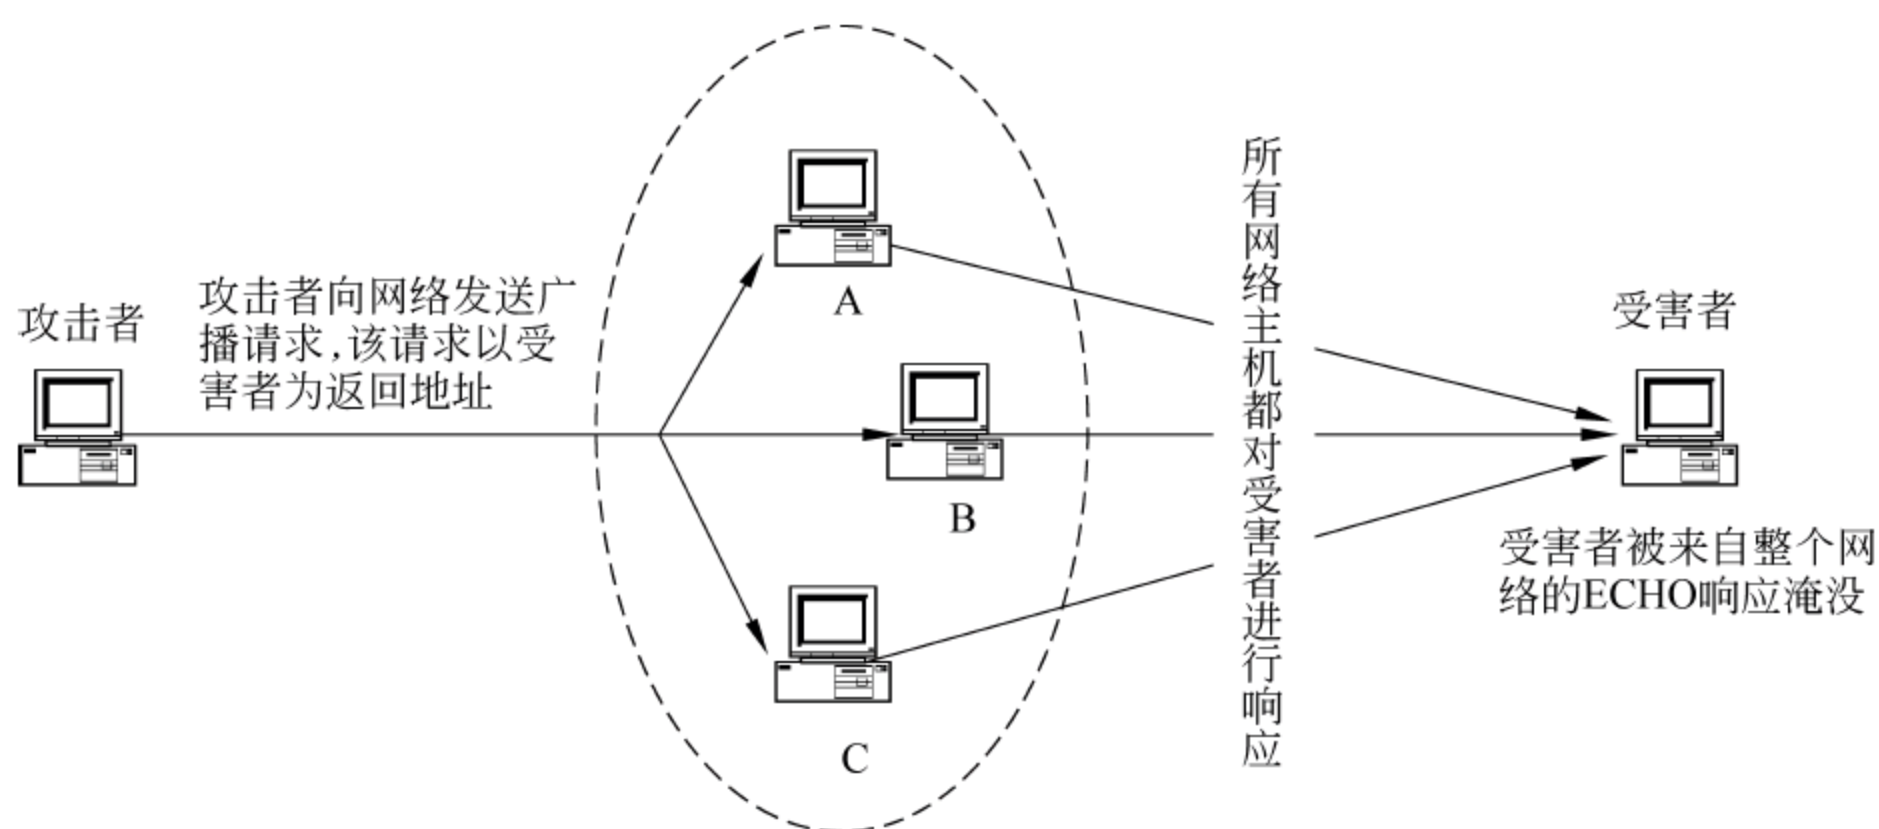 攻击者
攻击者向网络发送广
播请求,该请求以受
害者为返回地址
A
B
C
所有网络主机都对受害者进行响应
受害者
受害者被来自整个网
络的ECHO响应淹没